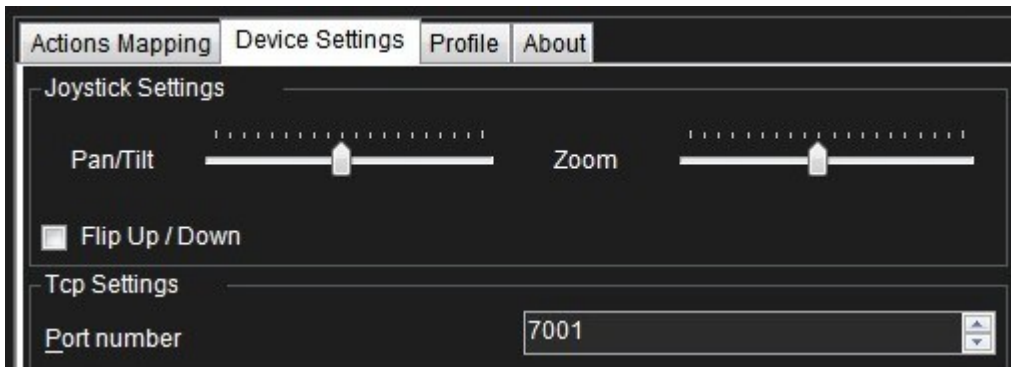 Actions Mapping Device Settings Profile About
Joystick Settings
Pan/Tilt Zoom
Flip Up / Down
Tcp Settings
Port number 7001